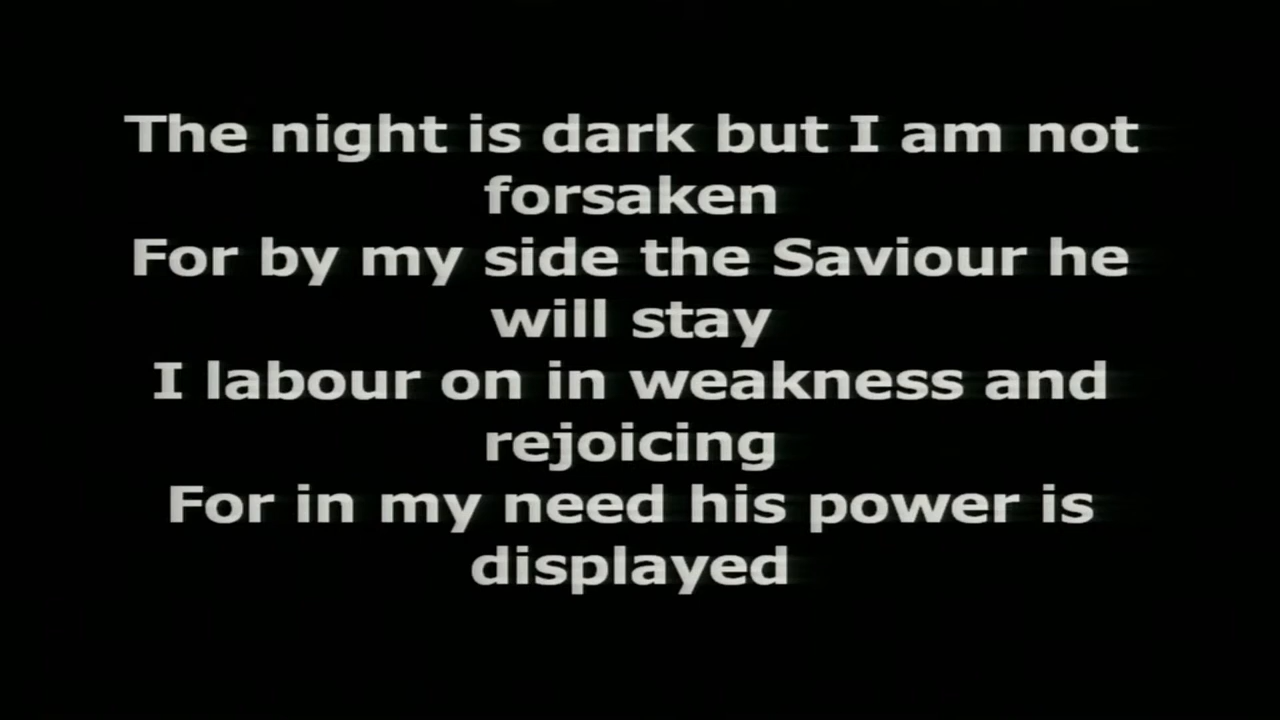 The night is dark but I am not
forsaken
For by my side the Saviour he
will stay
I labour on in weakness and
rejoicing
For in my need his power is
displayed